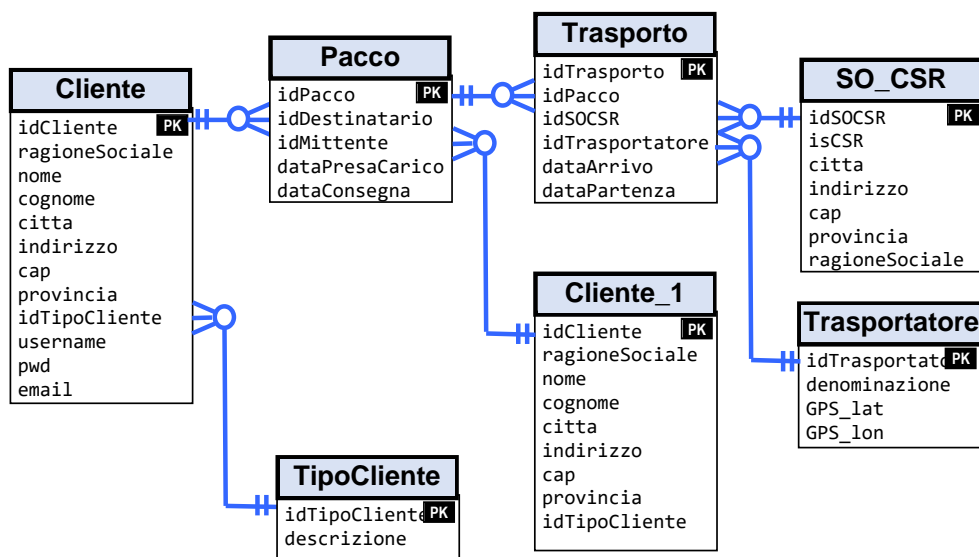 Cliente
idCliente PK
ragioneSociale
nome
cognome
citta
indirizzo
cap
provincia
idTipoCliente
username
pwd
email
Pacco
idPacco PK
idDestinatario
idMittente
dataPresaCarico
dataConsegna
Trasporto
idTrasporto PK
idPacco
idSOCSR
idTrasportatore
dataArrivo
dataPartenza
SO_CSR
idSOCSR PK
isCSR
citta
indirizzo
cap
provincia
ragioneSociale
Cliente_1
idCliente PK
ragioneSociale
nome
cognome
citta
indirizzo
cap
provincia
idTipoCliente
Trasportatore
idTrasportato PK
denominazione
GPS_lat
GPS_lon
TipoCliente
idTipoCliente PK
descrizione